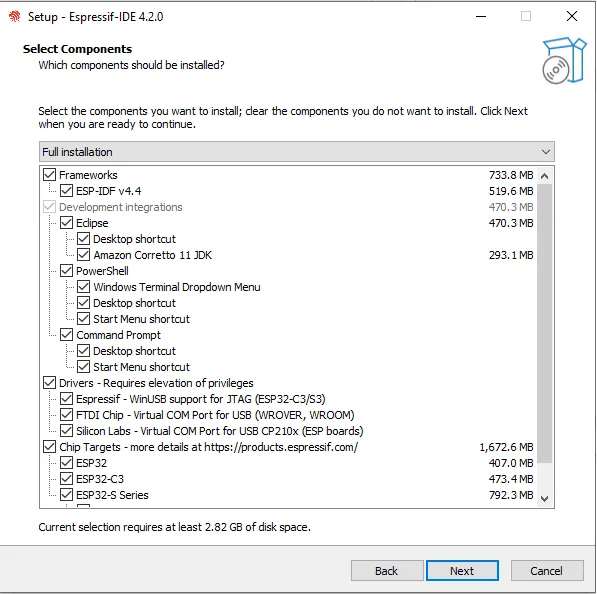 Setup - Espressif-IDE 4.2.0
Select Components
Which components should be installed?
Select the components you want to install; clear the components you do not want to install. Click Next
when you are ready to continue.
Full installation
Frameworks 733.8 MB
ESP-IDF v4.4 519.6 MB
Development integrations 470.3 MB
Eclipse 470.3 MB
Desktop shortcut
Amazon Corretto 11 JDK 293.1 MB
PowerShell
Windows Terminal Dropdown Menu
Desktop shortcut
Start Menu shortcut
Command Prompt
Desktop shortcut
Start Menu shortcut
Drivers - Requires elevation of privileges
Espressif - WinUSB support for JTAG (ESP32-C3/S3)
FTDI Chip - Virtual COM Port for USB (WROVER, WROOM)
Silicon Labs - Virtual COM Port for USB CP210x (ESP boards)
Chip Targets - more details at https://products.espressif.com/ 1,672.6 MB
ESP32 407.0 MB
ESP32-C3 473.4 MB
ESP32-S Series 792.3 MB
Current selection requires at least 2.82 GB of disk space.
Back Next Cancel